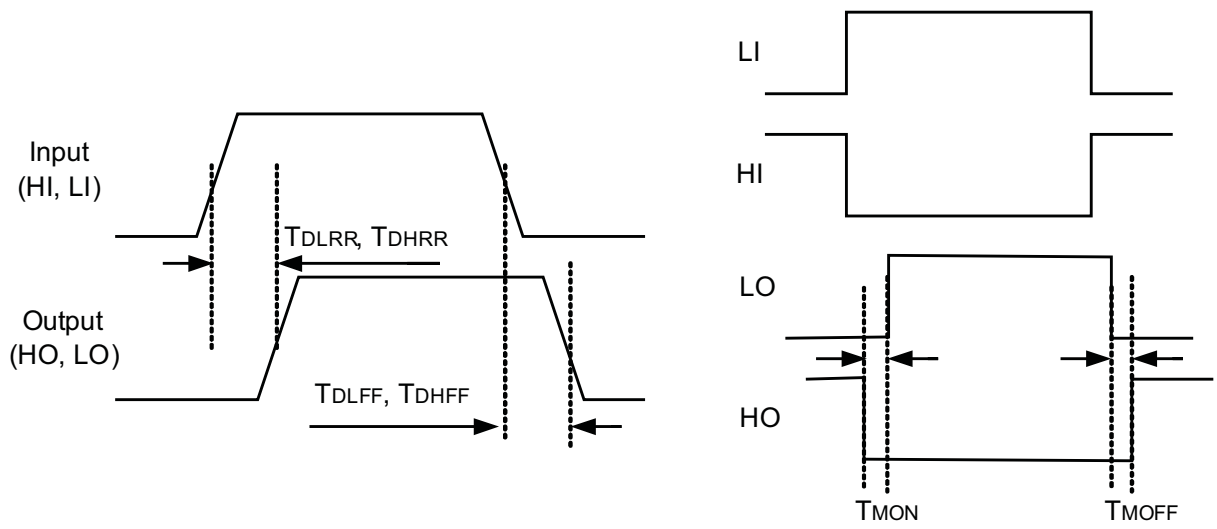 Input
(HI, LI)
TDLRR, TDHRR
Output
(HO, LO)
TDLFF, TDHFF
LI
HI
LO
HO
TMON
TMOFF